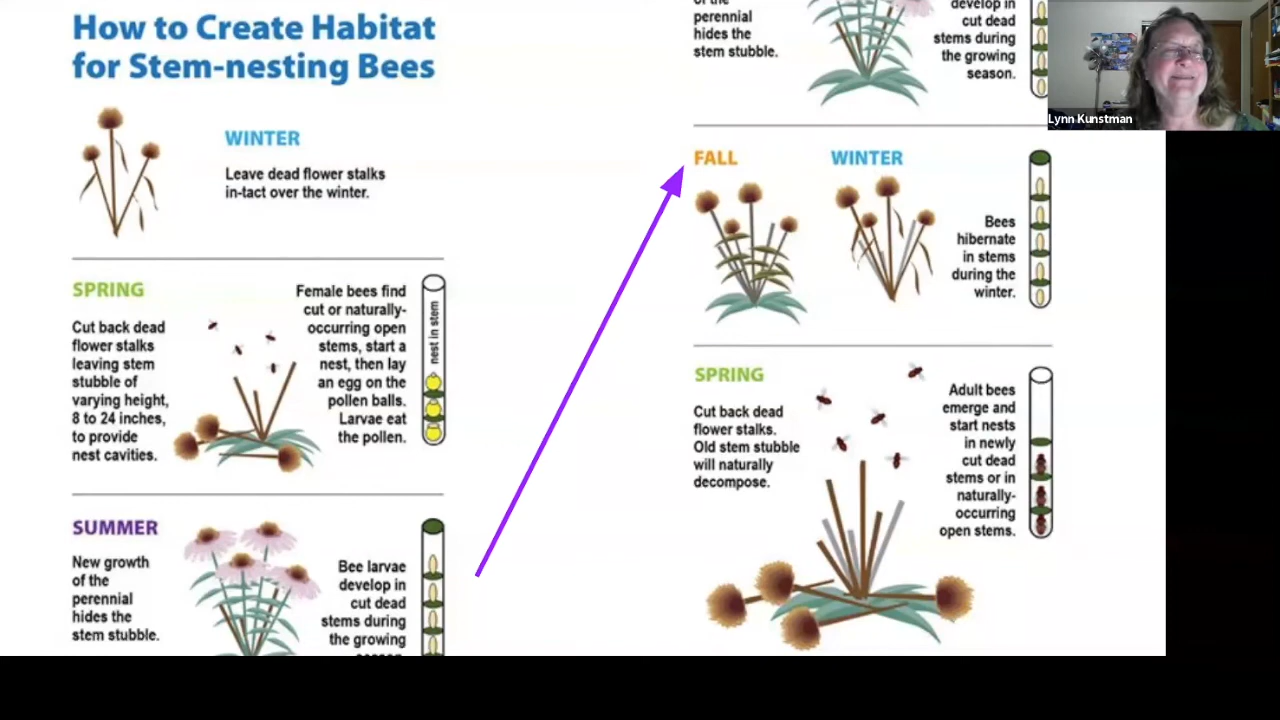 How to Create Habitat
for Stem-nesting Bees
WINTER
Leave dead flower stalks
in-tact over the winter.
SPRING
Cut back dead
flower stalks
leaving stem
stubble of
varying height,
8 to 24 inches,
to provide
nest cavities.
Female bees find
cut or naturally-
occurring open
stems, start a
nest, then lay
an egg on the
pollen balls.
Larvae eat
the pollen.
nest in stem
SUMMER
New growth
of the
perennial
hides the
stem stubble.
Bee larvae
develop in
cut dead
stems during
the growing
season.
of the
perennial
hides the
stem stubble.
develop in
cut dead
stems during
the growing
season.
Lynn Kunstman
FALL
WINTER
Bees
hibernate
in stems
during the
winter.
SPRING
Cut back dead
flower stalks.
Old stem stubble
will naturally
decompose.
Adult bees
emerge and
start nests
in newly
cut dead
stems or in
naturally-
occurring
open stems.